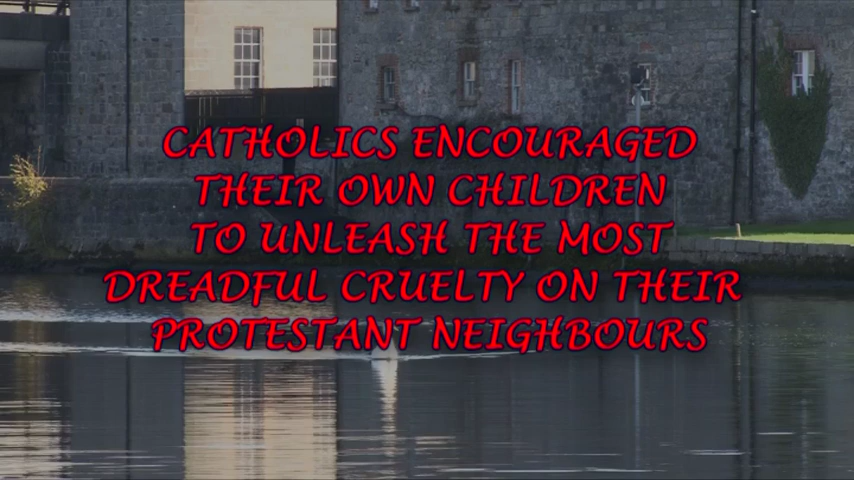 CATHOLICS ENCOURAGED
THEIR OWN CHILDREN
TO UNLEASH THE MOST
DREADFUL CRUELTY ON THEIR
PROTESTANT NEIGHBOURS